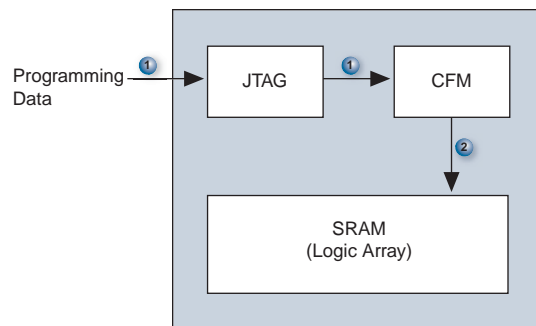 Programming
Data
1
JTAG
1
CFM
2
SRAM
(Logic Array)